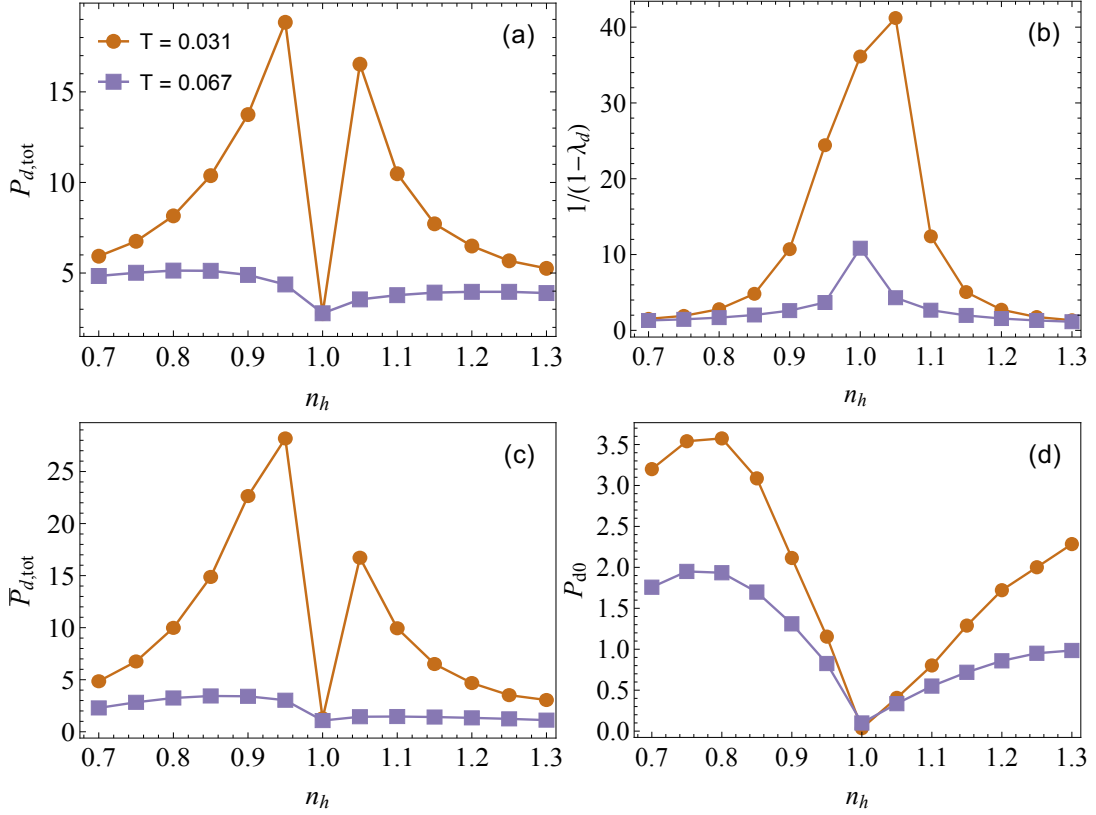 (a)
T = 0.031
T = 0.067
P_{d,tot}
15
10
5
0.7 0.8 0.9 1.0 1.1 1.2 1.3
n_h
(b)
1/(1−λ_d)
40
30
20
10
0
0.7 0.8 0.9 1.0 1.1 1.2 1.3
n_h
(c)
P̅_{d,tot}
25
20
15
10
5
0
0.7 0.8 0.9 1.0 1.1 1.2 1.3
n_h
(d)
P_{d0}
3.5
3.0
2.5
2.0
1.5
1.0
0.5
0.0
0.7 0.8 0.9 1.0 1.1 1.2 1.3
n_h